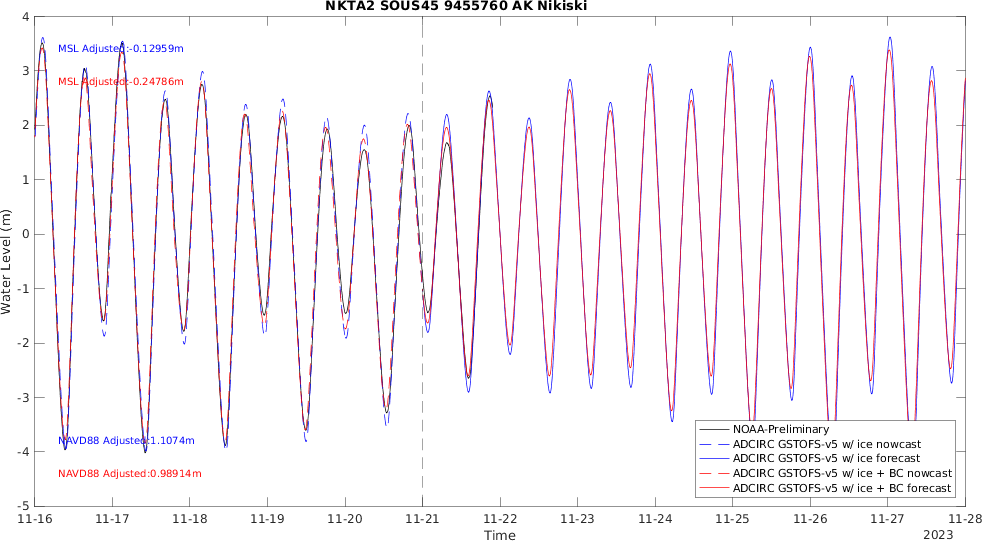 NKTA2 SOUS45 9455760 AK Nikiski
4
3
2
1
0
-1
-2
-3
-4
-5
Water Level (m)
MSL Adjusted:-0.12959m
MSL Adjusted:-0.24786m
NAVD88 Adjusted:1.1074m
NAVD88 Adjusted:0.98914m
NOAA-Preliminary
ADCIRC GSTOFS-v5 w/ ice nowcast
ADCIRC GSTOFS-v5 w/ ice forecast
ADCIRC GSTOFS-v5 w/ ice + BC nowcast
ADCIRC GSTOFS-v5 w/ ice + BC forecast
11-16 11-17 11-18 11-19 11-20 11-21 11-22 11-23 11-24 11-25 11-26 11-27 11-28
Time
2023